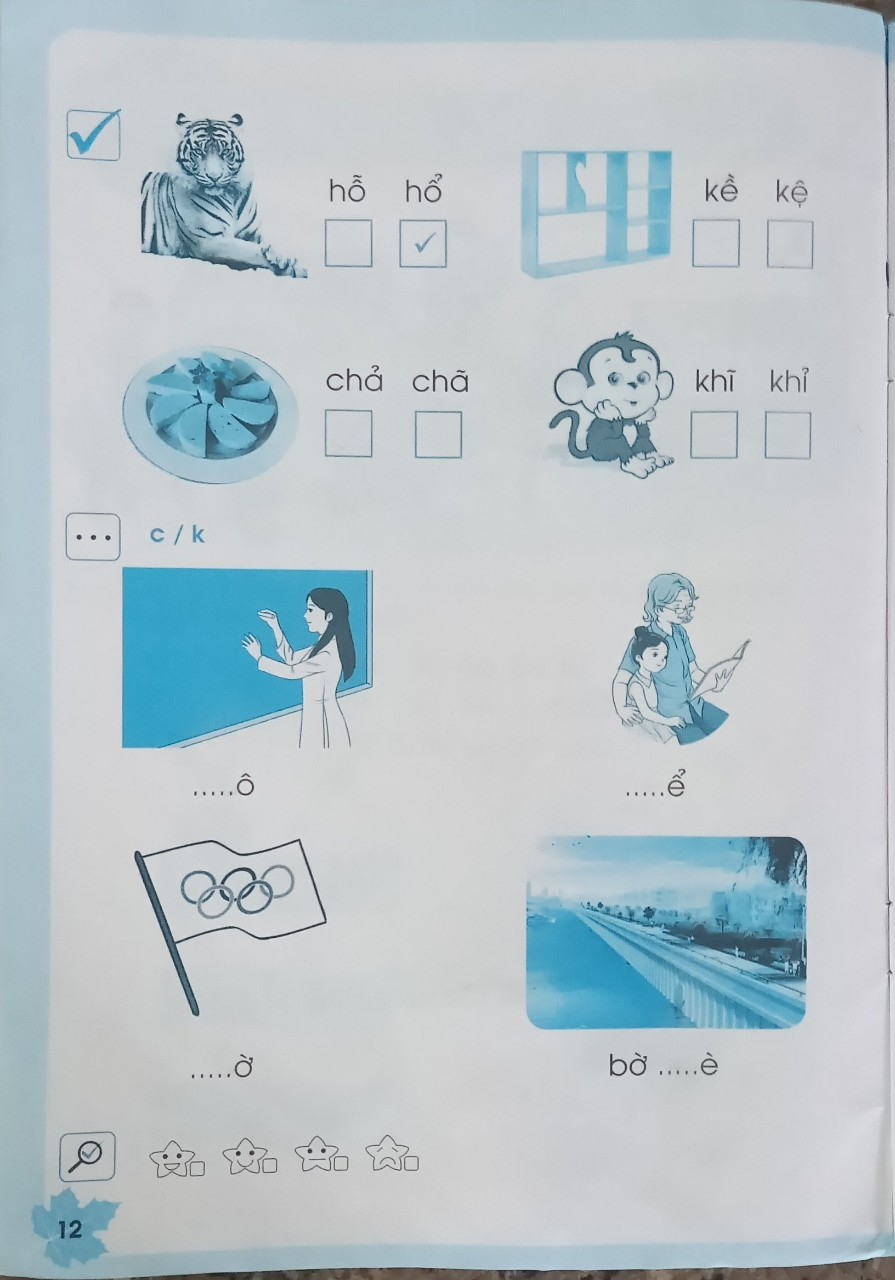 hỗ hổ
kề kệ
chả chã
khĩ khỉ
... c / k
.....ô
.....ể
.....ờ
bờ .....è
12